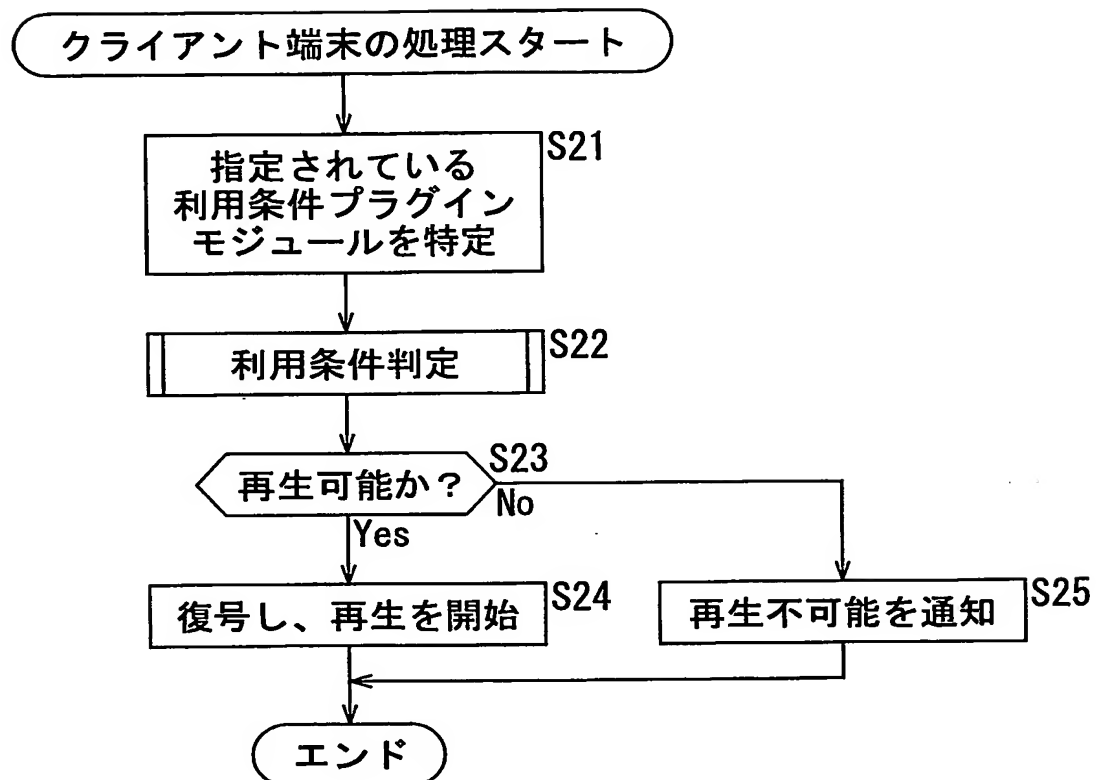 クライアント端末の処理スタート
S21
指定されている
利用条件プラグイン
モジュールを特定
S22
利用条件判定
S23
再生可能か?
No
Yes
S24
復号し、再生を開始
S25
再生不可能を通知
エンド